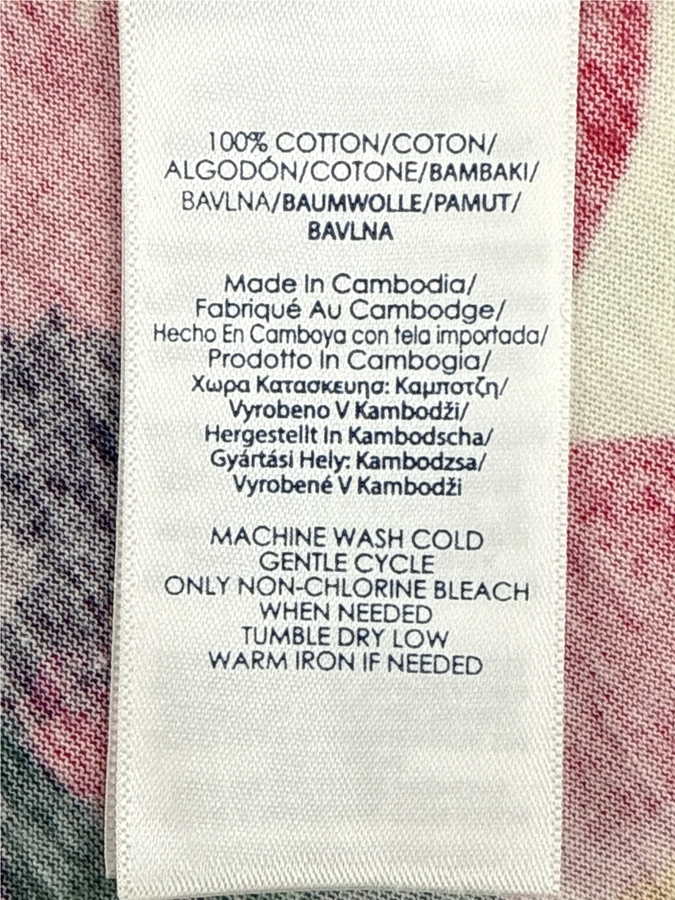 100% COTTON/COTON/
ALGODÓN/COTONE/BAMBAKI/
BAVLNA/BAUMWOLLE/PAMUT/
BAVLNA
Made In Cambodia/
Fabriqué Au Cambodge/
Hecho En Camboya con tela importada/
Prodotto In Cambogia/
Χωρα Κατασκευησ: Καμποτζη/
Vyrobeno V Kambodži/
Hergestellt In Kambodscha/
Gyártási Hely: Kambodzsa/
Vyrobené V Kambodži
MACHINE WASH COLD
GENTLE CYCLE
ONLY NON-CHLORINE BLEACH
WHEN NEEDED
TUMBLE DRY LOW
WARM IRON IF NEEDED